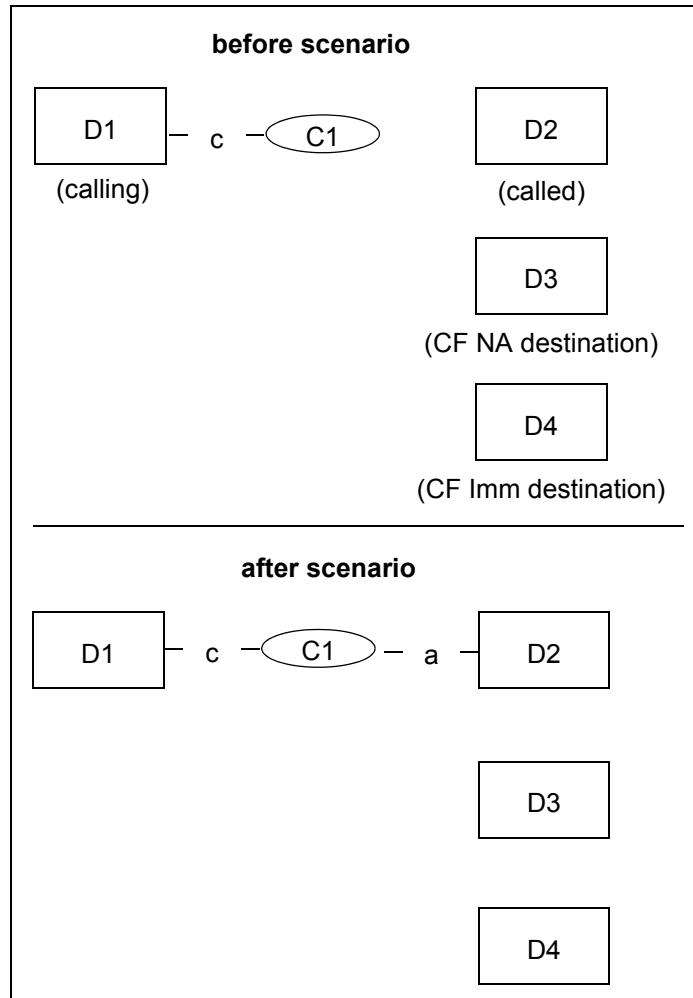 before scenario
D1 c C1 D2
(calling) (called)
D3
(CF NA destination)
D4
(CF Imm destination)
after scenario
D1 c C1 a D2
D3
D4